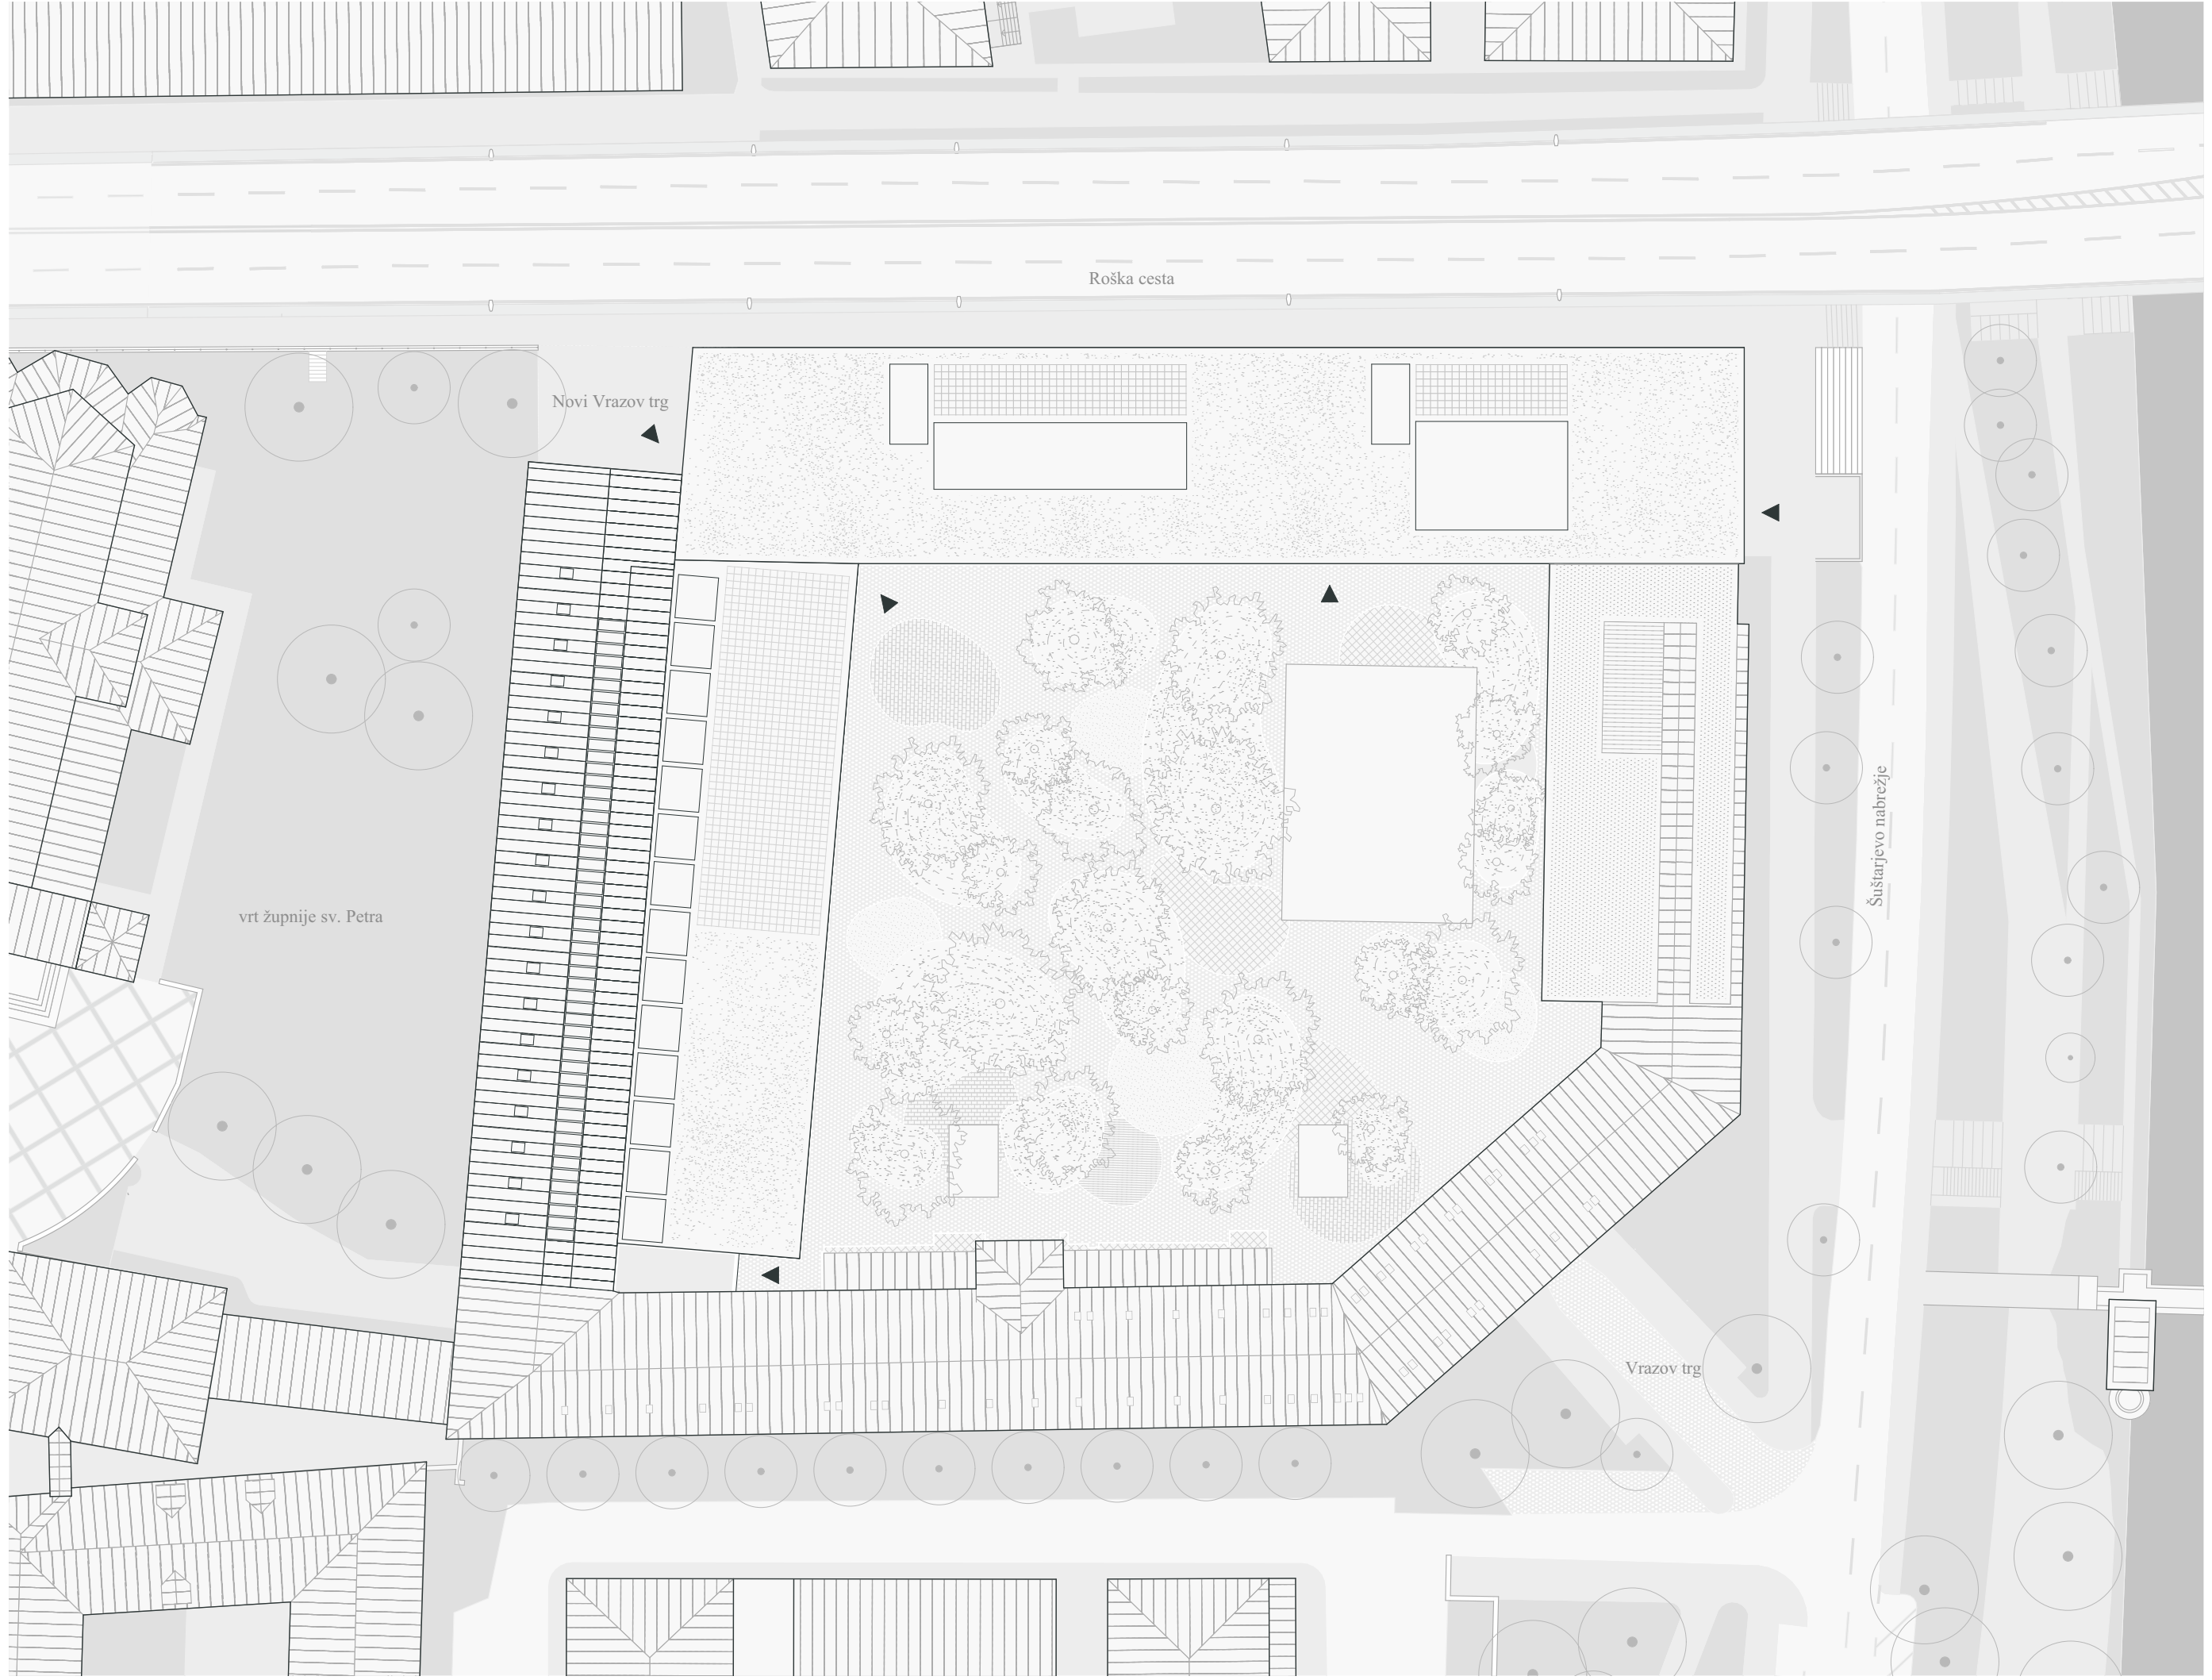 Roška cesta
Novi Vrazov trg
Šuštarjevo nabrežje
vrt župnije sv. Petra
Vrazov trg